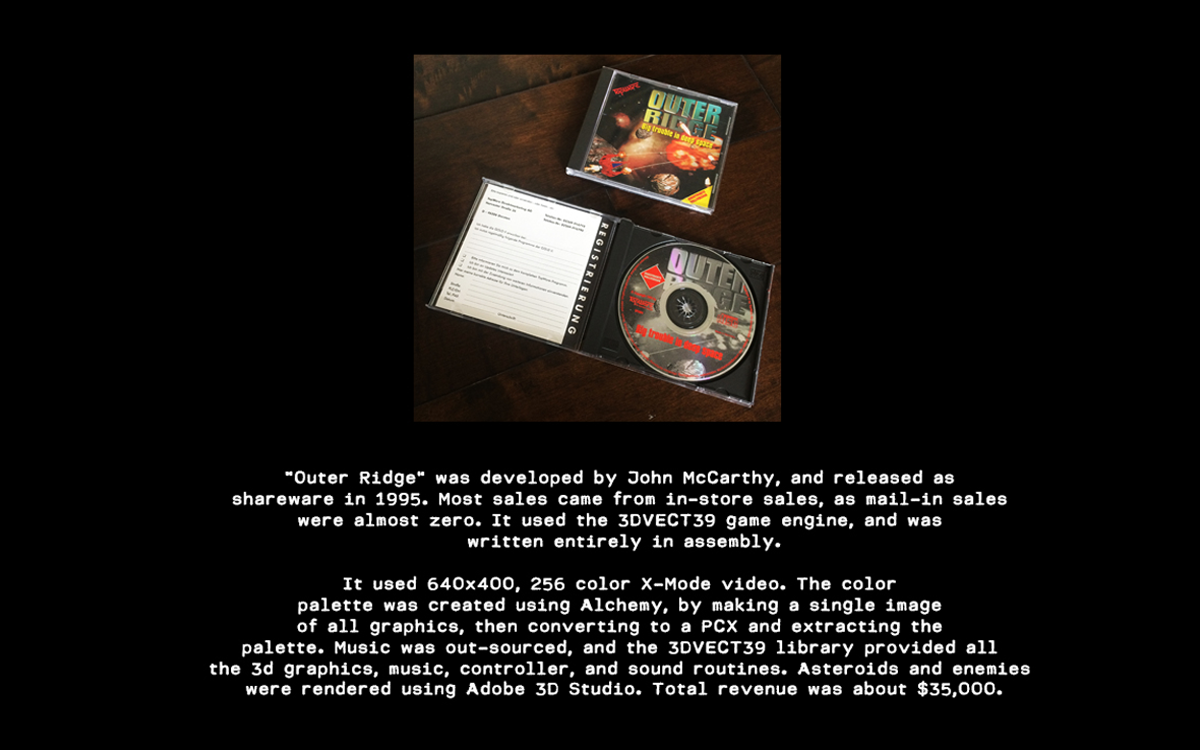 OUTER
RIDGE
Big Trouble in Deep Space
REGISTRIERUNG
OUTER
Big Trouble in Deep Space
"Outer Ridge" was developed by John McCarthy, and released as
shareware in 1995. Most sales came from in-store sales, as mail-in sales
were almost zero. It used the 3DVECT39 game engine, and was
written entirely in assembly.
It used 640x400, 256 color X-Mode video. The color
palette was created using Alchemy, by making a single image
of all graphics, then converting to a PCX and extracting the
palette. Music was out-sourced, and the 3DVECT39 library provided all
the 3d graphics, music, controller, and sound routines. Asteroids and enemies
were rendered using Adobe 3D Studio. Total revenue was about $35,000.